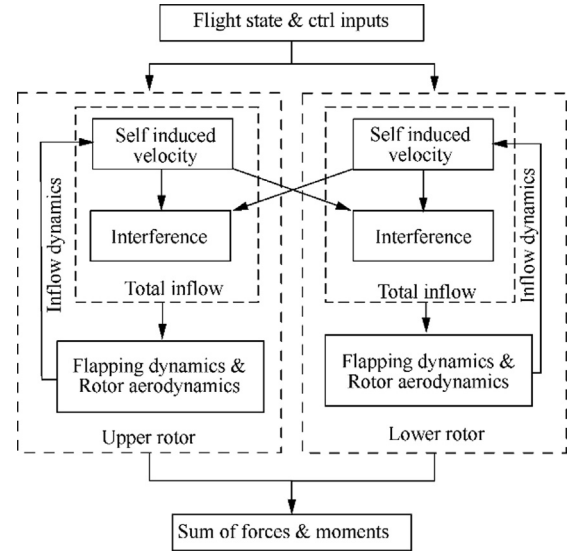 Flight state & ctrl inputs
Self induced
velocity
Interference
Total inflow
Inflow dynamics
Flapping dynamics &
Rotor aerodynamics
Upper rotor
Self induced
velocity
Interference
Total inflow
Inflow dynamics
Flapping dynamics &
Rotor aerodynamics
Lower rotor
Sum of forces & moments